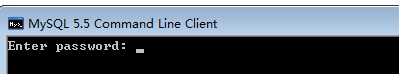 MySQL 5.5 Command Line Client
Enter password: